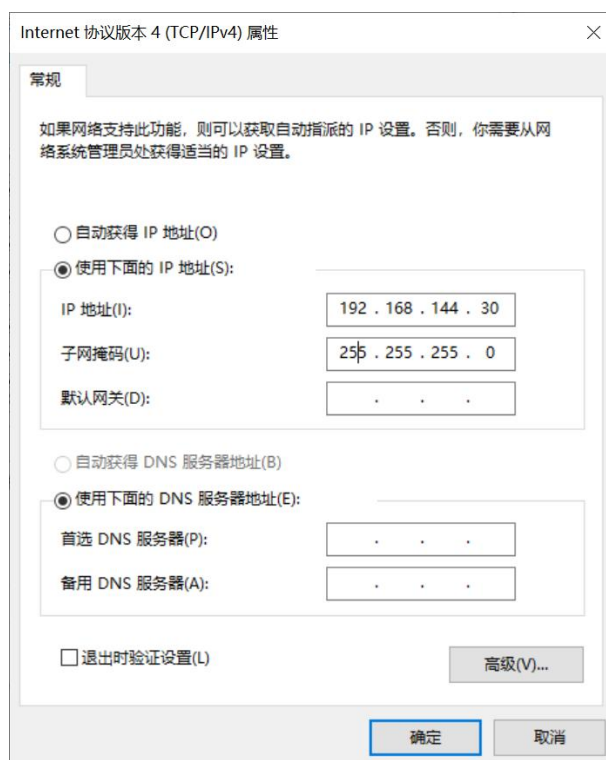 Internet 协议版本 4 (TCP/IPv4) 属性
常规
如果网络支持此功能，则可以获取自动指派的 IP 设置。否则，你需要从网
络系统管理员处获得适当的 IP 设置。
自动获得 IP 地址(O)
使用下面的 IP 地址(S):
IP 地址(I): 192 . 168 . 144 . 30
子网掩码(U): 255 . 255 . 255 . 0
默认网关(D): . . .
自动获得 DNS 服务器地址(B)
使用下面的 DNS 服务器地址(E):
首选 DNS 服务器(P): . . .
备用 DNS 服务器(A): . . .
退出时验证设置(L)
高级(V)...
确定 取消